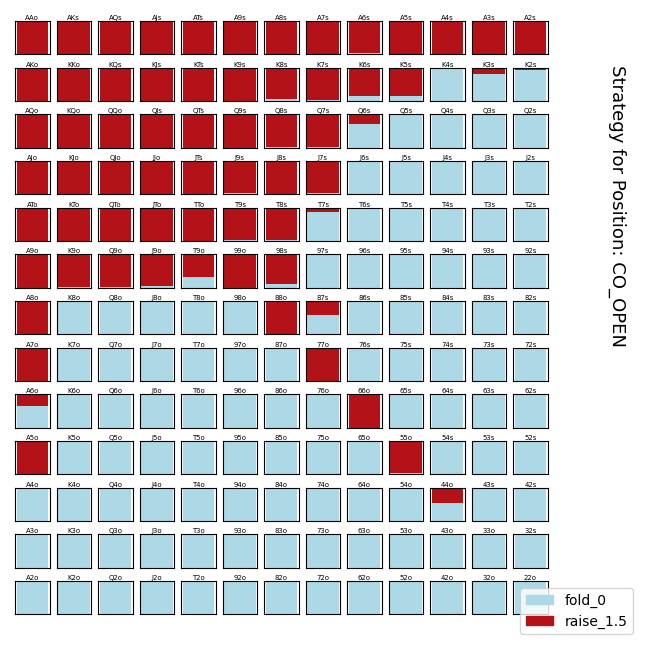 AAo AKs AQs AJs ATs A9s A8s A7s A6s A5s A4s A3s A2s
AKo KKo KQs KJs KTs K9s K8s K7s K6s K5s K4s K3s K2s
AQo KQo QQo QJs QTs Q9s Q8s Q7s Q6s Q5s Q4s Q3s Q2s
AJo KJo QJo JJo JTs J9s J8s J7s J6s J5s J4s J3s J2s
ATo KTo QTo JTo TTo T9s T8s T7s T6s T5s T4s T3s T2s
A9o K9o Q9o J9o T9o 99o 98s 97s 96s 95s 94s 93s 92s
A8o K8o Q8o J8o T8o 98o 88o 87s 86s 85s 84s 83s 82s
A7o K7o Q7o J7o T7o 97o 87o 77o 76s 75s 74s 73s 72s
A6o K6o Q6o J6o T6o 96o 86o 76o 66o 65s 64s 63s 62s
A5o K5o Q5o J5o T5o 95o 85o 75o 65o 55o 54s 53s 52s
A4o K4o Q4o J4o T4o 94o 84o 74o 64o 54o 44o 43s 42s
A3o K3o Q3o J3o T3o 93o 83o 73o 63o 53o 43o 33o 32s
A2o K2o Q2o J2o T2o 92o 82o 72o 62o 52o 42o 32o 22o
Strategy for Position: CO_OPEN
fold_0
raise_1.5